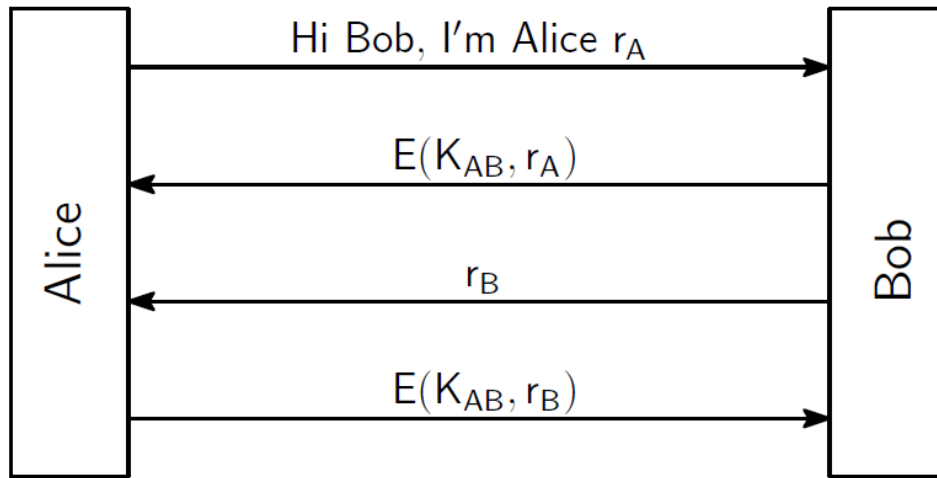 Hi Bob, I'm Alice r_A
E(K_AB, r_A)
r_B
E(K_AB, r_B)
Alice
Bob